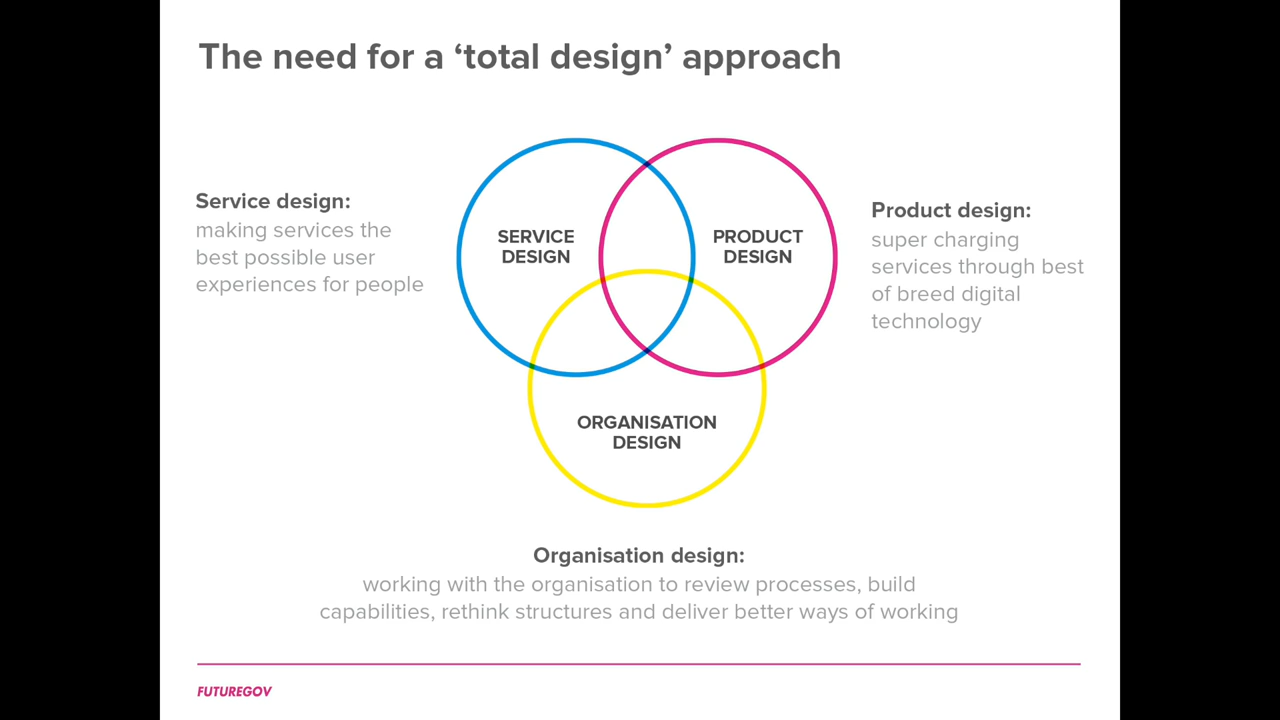 The need for a ‘total design’ approach
Service design:
making services the
best possible user
experiences for people
SERVICE
DESIGN
PRODUCT
DESIGN
Product design:
super charging
services through best
of breed digital
technology
ORGANISATION
DESIGN
Organisation design:
working with the organisation to review processes, build
capabilities, rethink structures and deliver better ways of working
FUTUREGOV